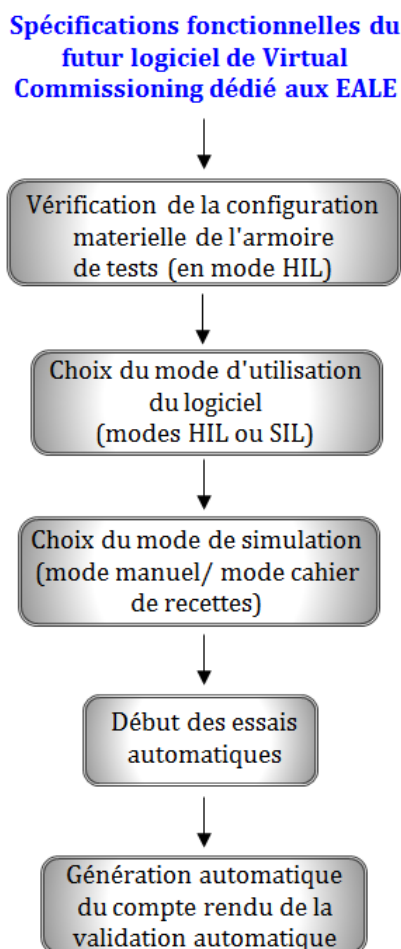 Spécifications fonctionnelles du
futur logiciel de Virtual
Commissioning dédié aux EALE
Vérification de la configuration
materielle de l'armoire
de tests (en mode HIL)
Choix du mode d'utilisation
du logiciel
(modes HIL ou SIL)
Choix du mode de simulation
(mode manuel/ mode cahier
de recettes)
Début des essais
automatiques
Génération automatique
du compte rendu de la
validation automatique